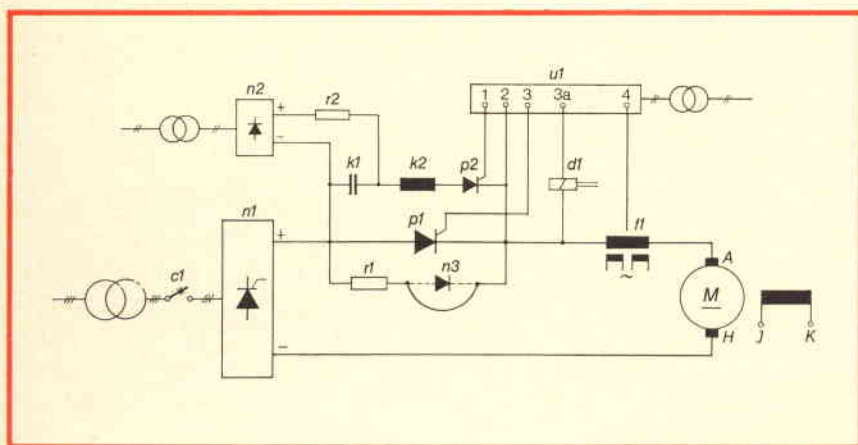 u1
n2
1 2 3 3a 4
r2
+
−
k1 k2 p2 d1
n1
p1
f1
+
A
r1 n3
c1
~
M
J K
H
−